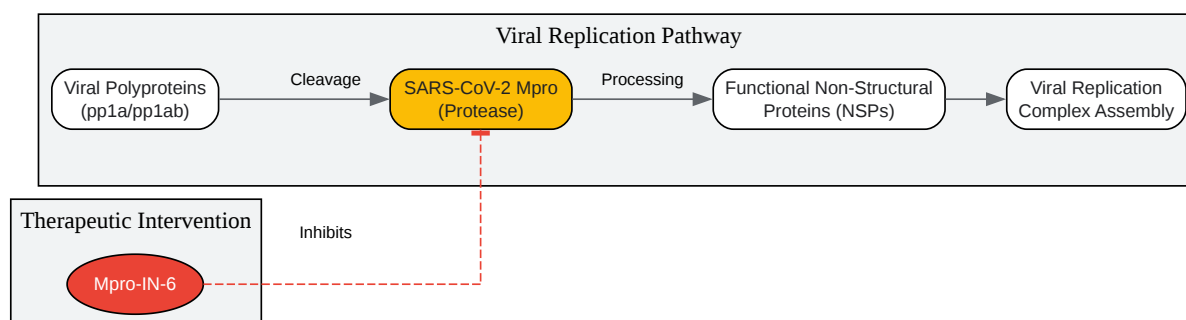 Viral Replication Pathway
Viral Polyproteins
(pp1a/pp1ab)
Cleavage
SARS-CoV-2 Mpro
(Protease)
Processing
Functional Non-Structural
Proteins (NSPs)
Viral Replication
Complex Assembly
Therapeutic Intervention
Inhibits
Mpro-IN-6